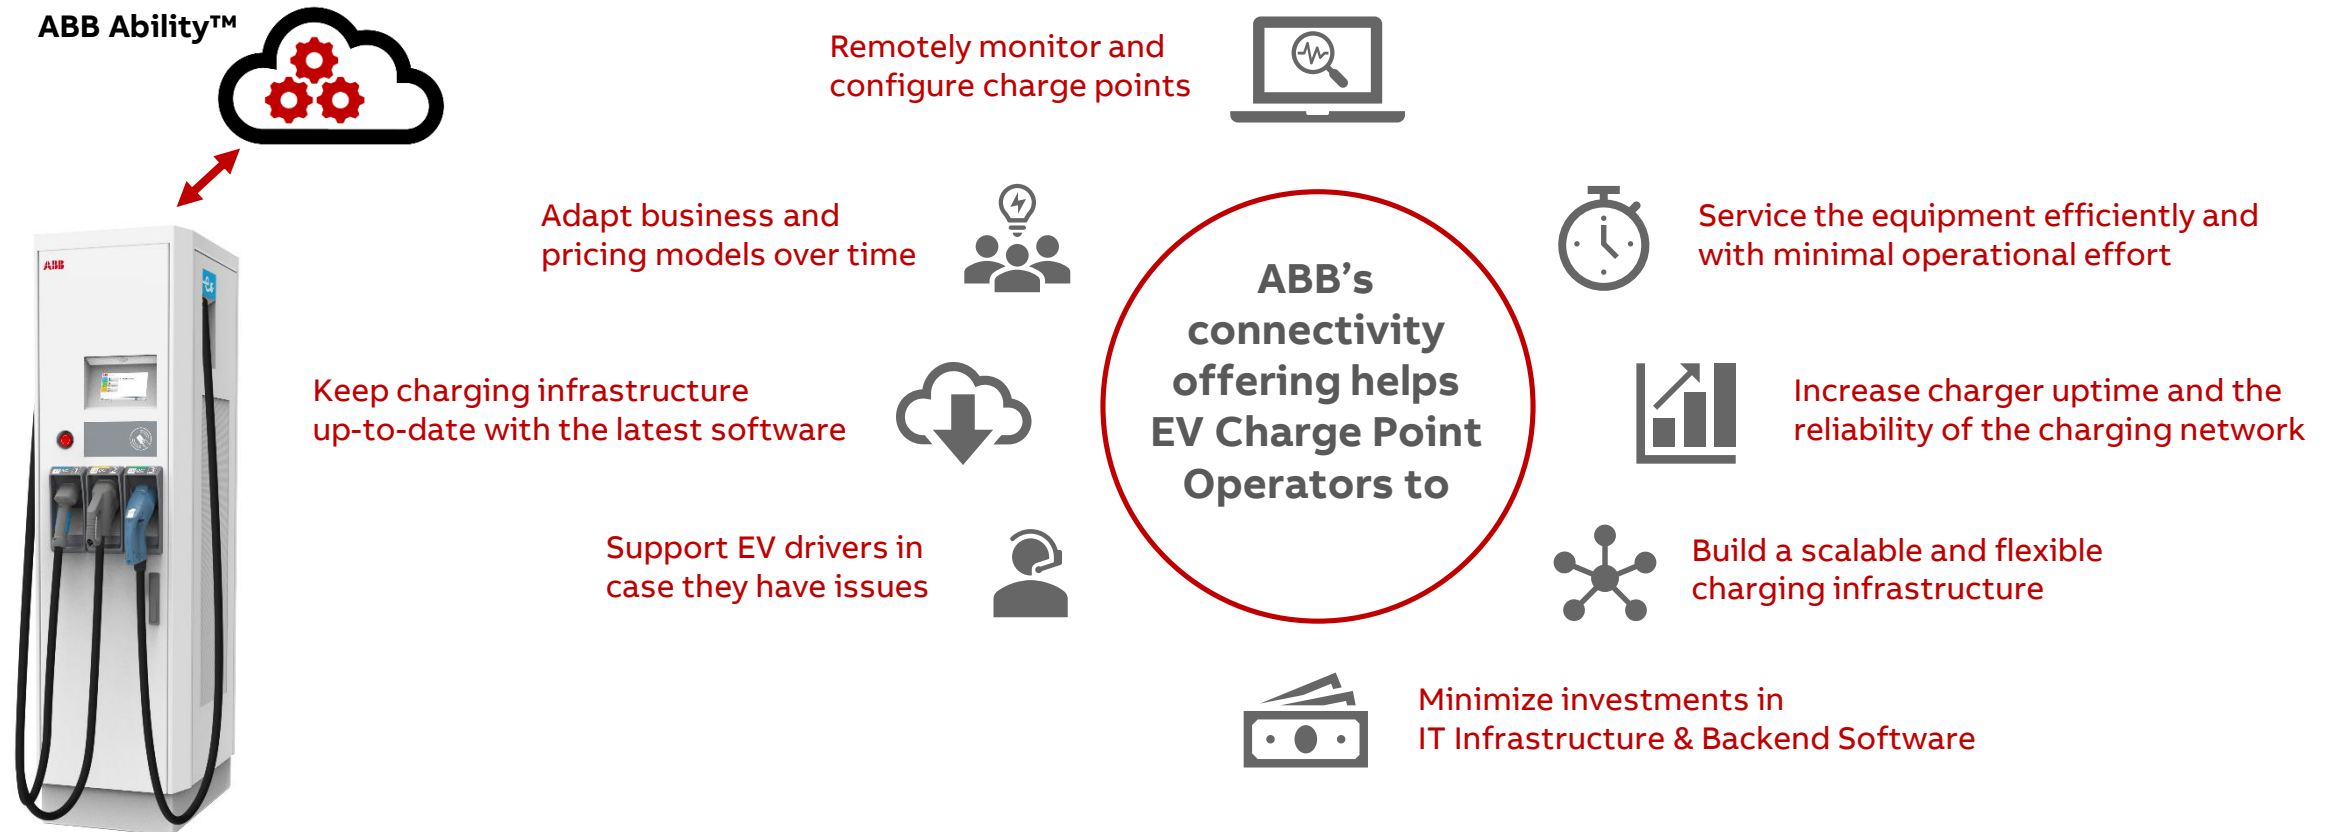 ABB Ability™
ABB
Remotely monitor and
configure charge points
Adapt business and
pricing models over time
Keep charging infrastructure
up-to-date with the latest software
Support EV drivers in
case they have issues
ABB's
connectivity
offering helps
EV Charge Point
Operators to
Service the equipment efficiently and
with minimal operational effort
Increase charger uptime and the
reliability of the charging network
Build a scalable and flexible
charging infrastructure
Minimize investments in
IT Infrastructure & Backend Software